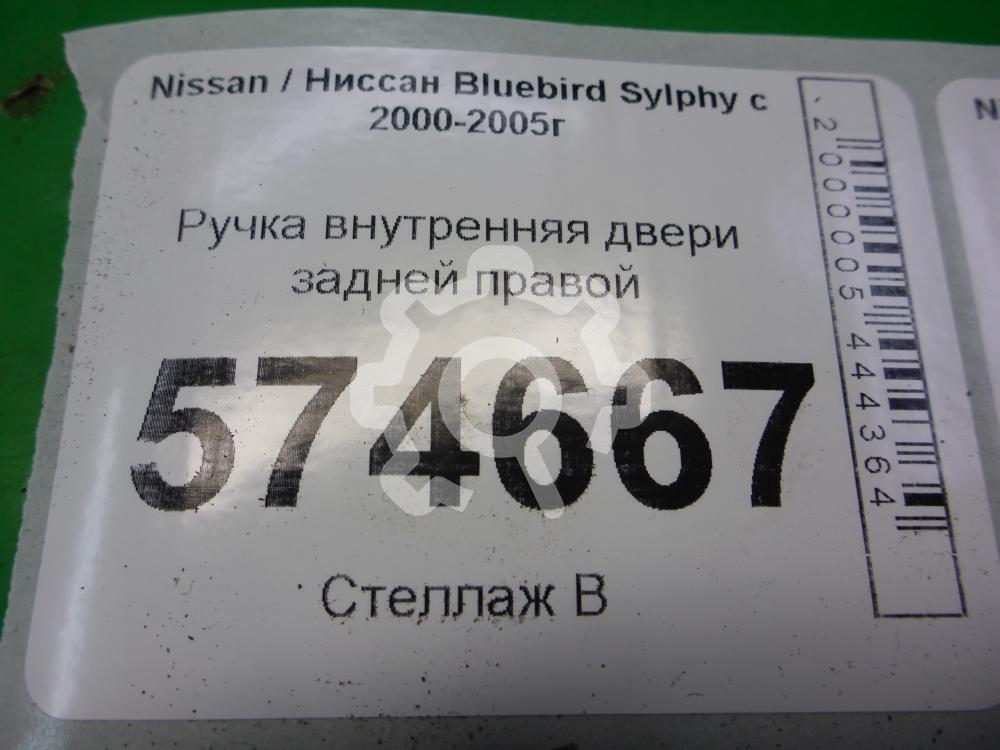 Nissan / Ниссан Bluebird Sylphy с
2000-2005г
Ручка внутренняя двери
задней правой
574667
Стеллаж В
2000005444364
N